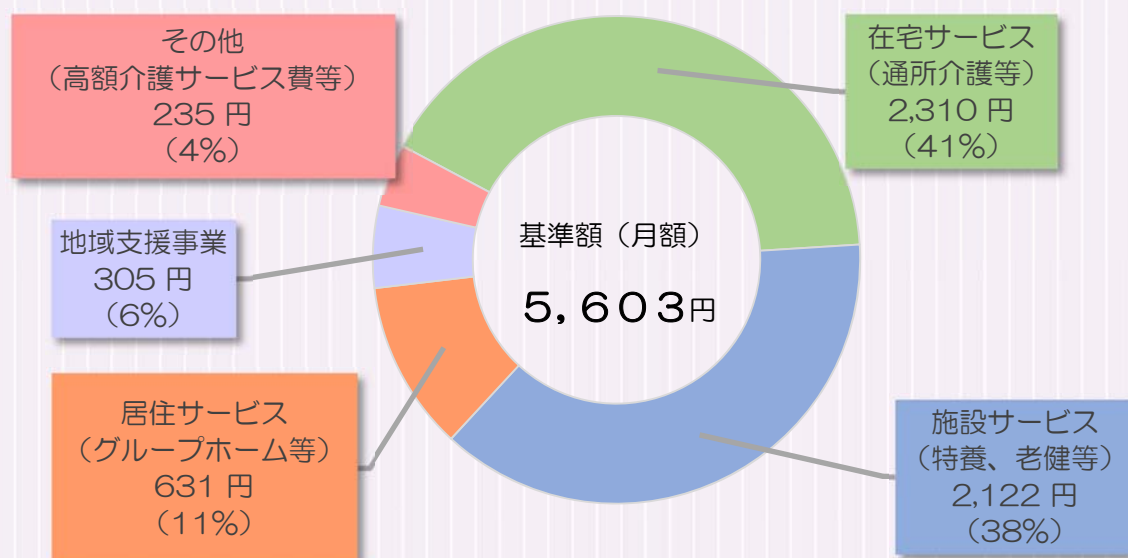 その他
（高額介護サービス費等）
235 円
（4%）
在宅サービス
（通所介護等）
2,310 円
（41%）
地域支援事業
305 円
（6%）
基準額（月額）
５，６０３円
居住サービス
（グループホーム等）
631 円
（11%）
施設サービス
（特養、老健等）
2,122 円
（38%）